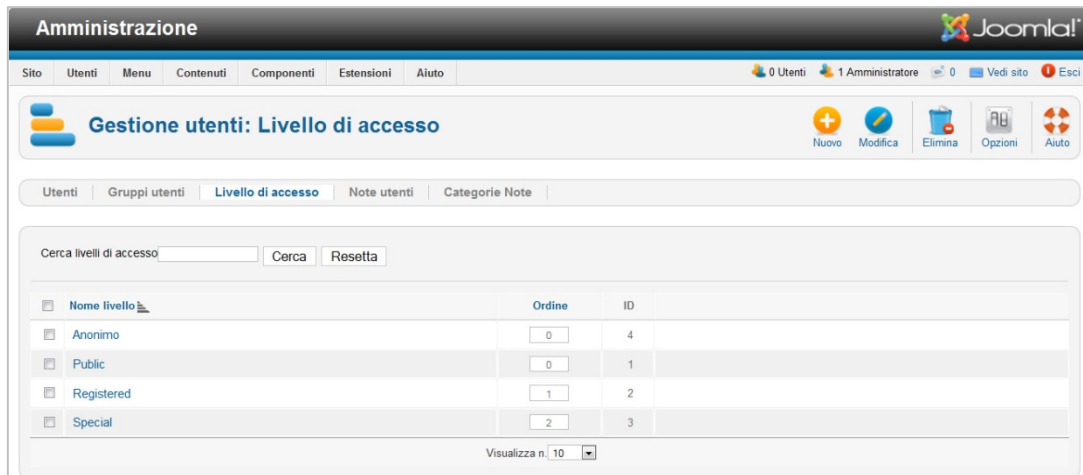 Amministrazione
Joomla!
Sito Utenti Menu Contenuti Componenti Estensioni Aiuto 0 Utenti 1 Amministratore 0 Vedi sito Esci
Gestione utenti: Livello di accesso
Nuovo Modifica Elimina Opzioni Aiuto
Utenti Gruppi utenti Livello di accesso Note utenti Categorie Note
Cerca livelli di accesso Cerca Resetta
Nome livello Ordine ID
Anonimo 0 4
Public 0 1
Registered 1 2
Special 2 3
Visualizza n. 10